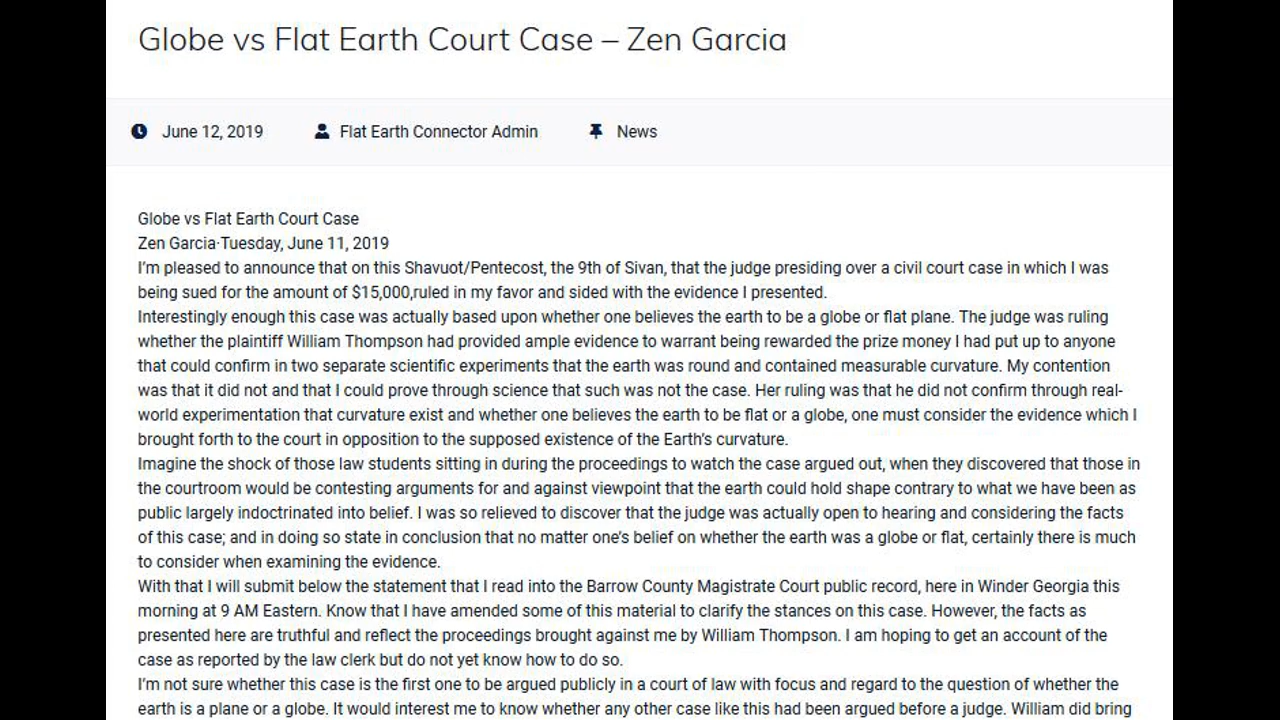 Globe vs Flat Earth Court Case – Zen Garcia
June 12, 2019 Flat Earth Connector Admin News
Globe vs Flat Earth Court Case
Zen Garcia·Tuesday, June 11, 2019
I'm pleased to announce that on this Shavuot/Pentecost, the 9th of Sivan, that the judge presiding over a civil court case in which I was
being sued for the amount of $15,000,ruled in my favor and sided with the evidence I presented.
Interestingly enough this case was actually based upon whether one believes the earth to be a globe or flat plane. The judge was ruling
whether the plaintiff William Thompson had provided ample evidence to warrant being rewarded the prize money I had put up to anyone
that could confirm in two separate scientific experiments that the earth was round and contained measurable curvature. My contention
was that it did not and that I could prove through science that such was not the case. Her ruling was that he did not confirm through real-
world experimentation that curvature exist and whether one believes the earth to be flat or a globe, one must consider the evidence which I
brought forth to the court in opposition to the supposed existence of the Earth's curvature.
Imagine the shock of those law students sitting in during the proceedings to watch the case argued out, when they discovered that those in
the courtroom would be contesting arguments for and against viewpoint that the earth could hold shape contrary to what we have been as
public largely indoctrinated into belief. I was so relieved to discover that the judge was actually open to hearing and considering the facts
of this case; and in doing so state in conclusion that no matter one's belief on whether the earth was a globe or flat, certainly there is much
to consider when examining the evidence.
With that I will submit below the statement that I read into the Barrow County Magistrate Court public record, here in Winder Georgia this
morning at 9 AM Eastern. Know that I have amended some of this material to clarify the stances on this case. However, the facts as
presented here are truthful and reflect the proceedings brought against me by William Thompson. I am hoping to get an account of the
case as reported by the law clerk but do not yet know how to do so.
I'm not sure whether this case is the first one to be argued publicly in a court of law with focus and regard to the question of whether the
earth is a plane or a globe. It would interest me to know whether any other case like this had been argued before a judge. William did bring